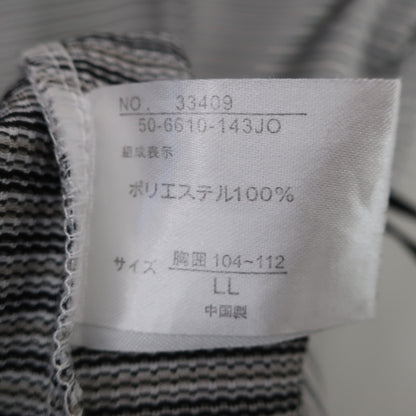 NO. 33409
50-6610-143JO
組成表示
ポリエステル100%
サイズ 胸囲 104~112
LL
中国製